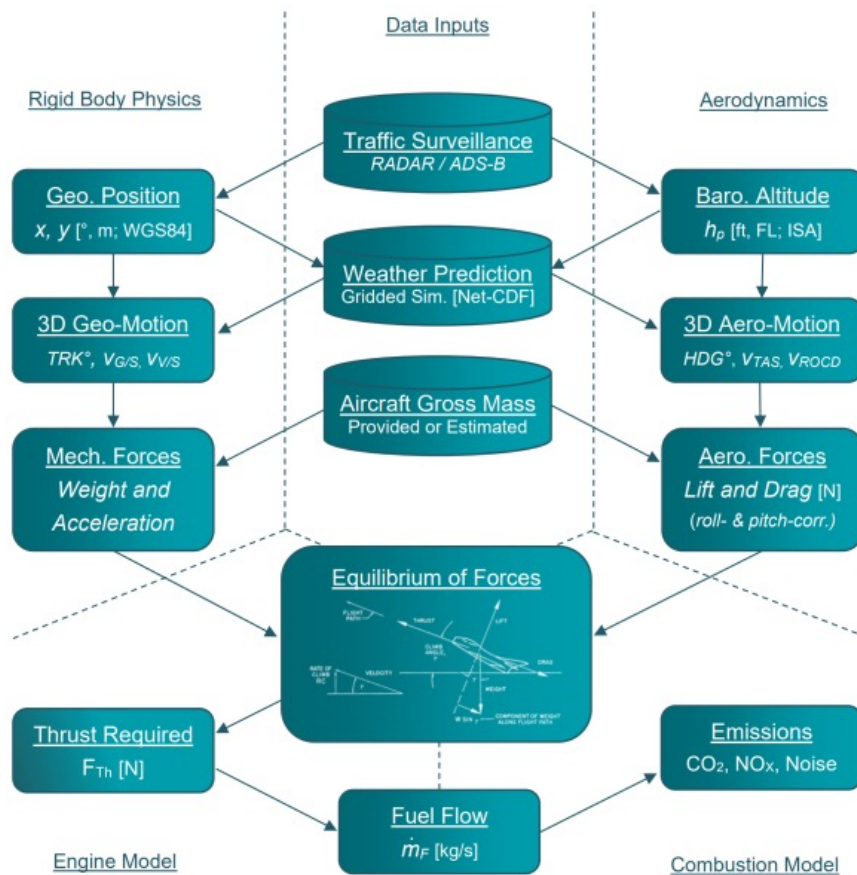 Data Inputs
Rigid Body Physics
Aerodynamics
Traffic Surveillance
RADAR / ADS-B
Geo. Position
x, y [°, m; WGS84]
Baro. Altitude
hₚ [ft, FL; ISA]
Weather Prediction
Gridded Sim. [Net-CDF]
3D Geo-Motion
TRK°, VG/S, VV/S
3D Aero-Motion
HDG°, VTAS, VROCD
Aircraft Gross Mass
Provided or Estimated
Mech. Forces
Weight and
Acceleration
Aero. Forces
Lift and Drag [N]
(roll- & pitch-corr.)
Equilibrium of Forces
FLIGHT
PATH
THRUST
LIFT
CLIMB
ANGLE,
γ
DRAG
RATE OF
CLIMB
RC
γ
VELOCITY
γ
WEIGHT
W SIN γ
COMPONENT OF WEIGHT
ALONG FLIGHT PATH
Thrust Required
FTh [N]
Emissions
CO₂, NOx, Noise
Fuel Flow
ṁF [kg/s]
Engine Model
Combustion Model